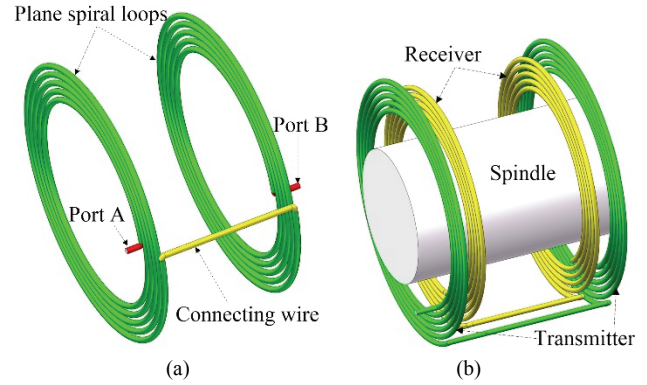 Plane spiral loops
Port B
Port A
Connecting wire
(a)
Receiver
Spindle
Transmitter
(b)